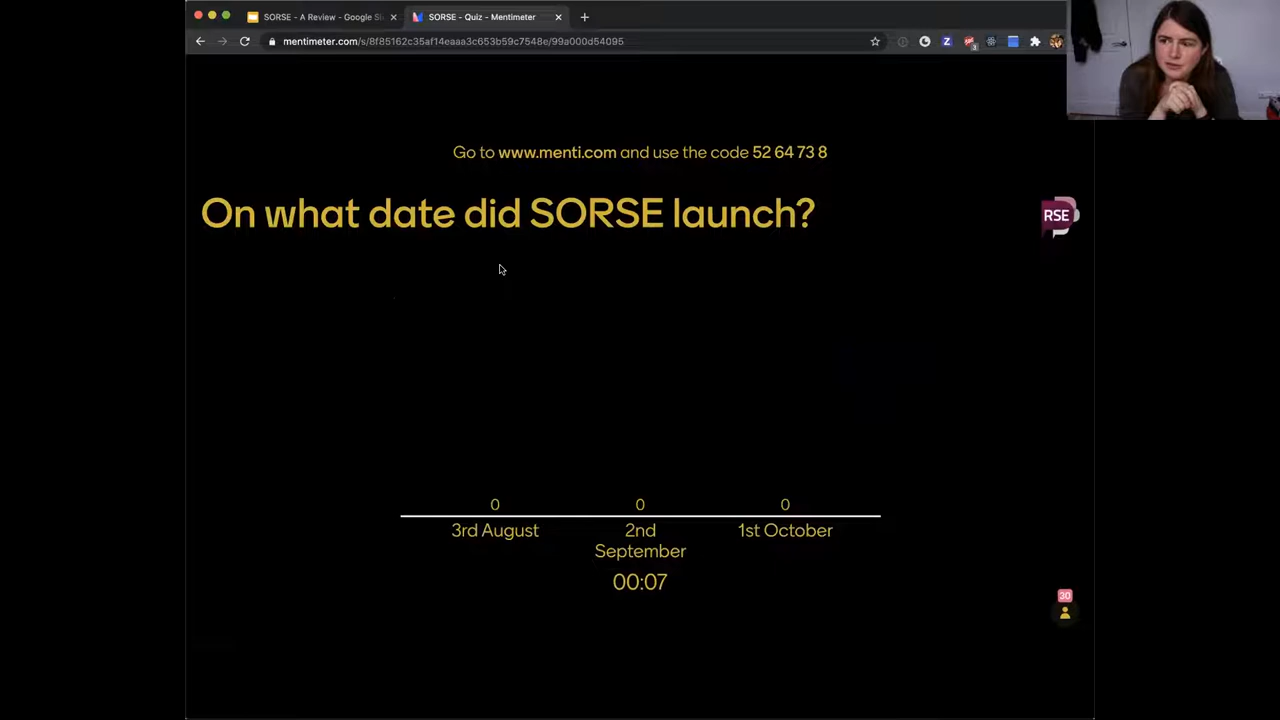 SORSE - A Review - Google Sl
SORSE - Quiz - Mentimeter
mentimeter.com/s/8f85162c35af14eaaa3c653b59c7548e/99a000d54095
Go to www.menti.com and use the code 52 64 73 8
On what date did SORSE launch?
RSE
0 0 0
3rd August 2nd September 1st October
00:07
30